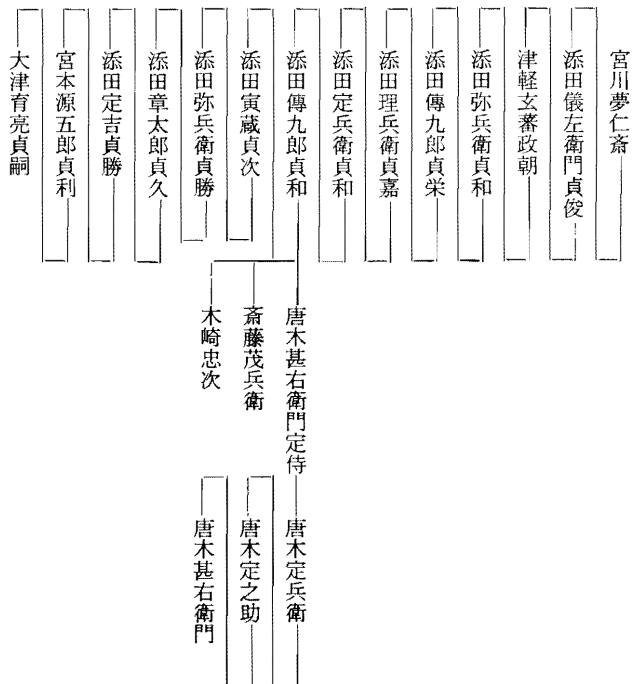 宮川夢仁斎
添田儀左衛門貞俊
津軽玄蕃政朝
添田弥兵衛貞和
添田傳九郎貞栄
添田理兵衛貞嘉
添田定兵衛貞和
添田傳九郎貞和
添田寅蔵貞次
添田弥兵衛貞勝
添田章太郎貞久
添田定吉貞勝
宮本源五郎貞利
大津育亮貞嗣
唐木甚右衛門定侍
斎藤茂兵衛
木崎忠次
唐木定兵衛
唐木定之助
唐木甚右衛門